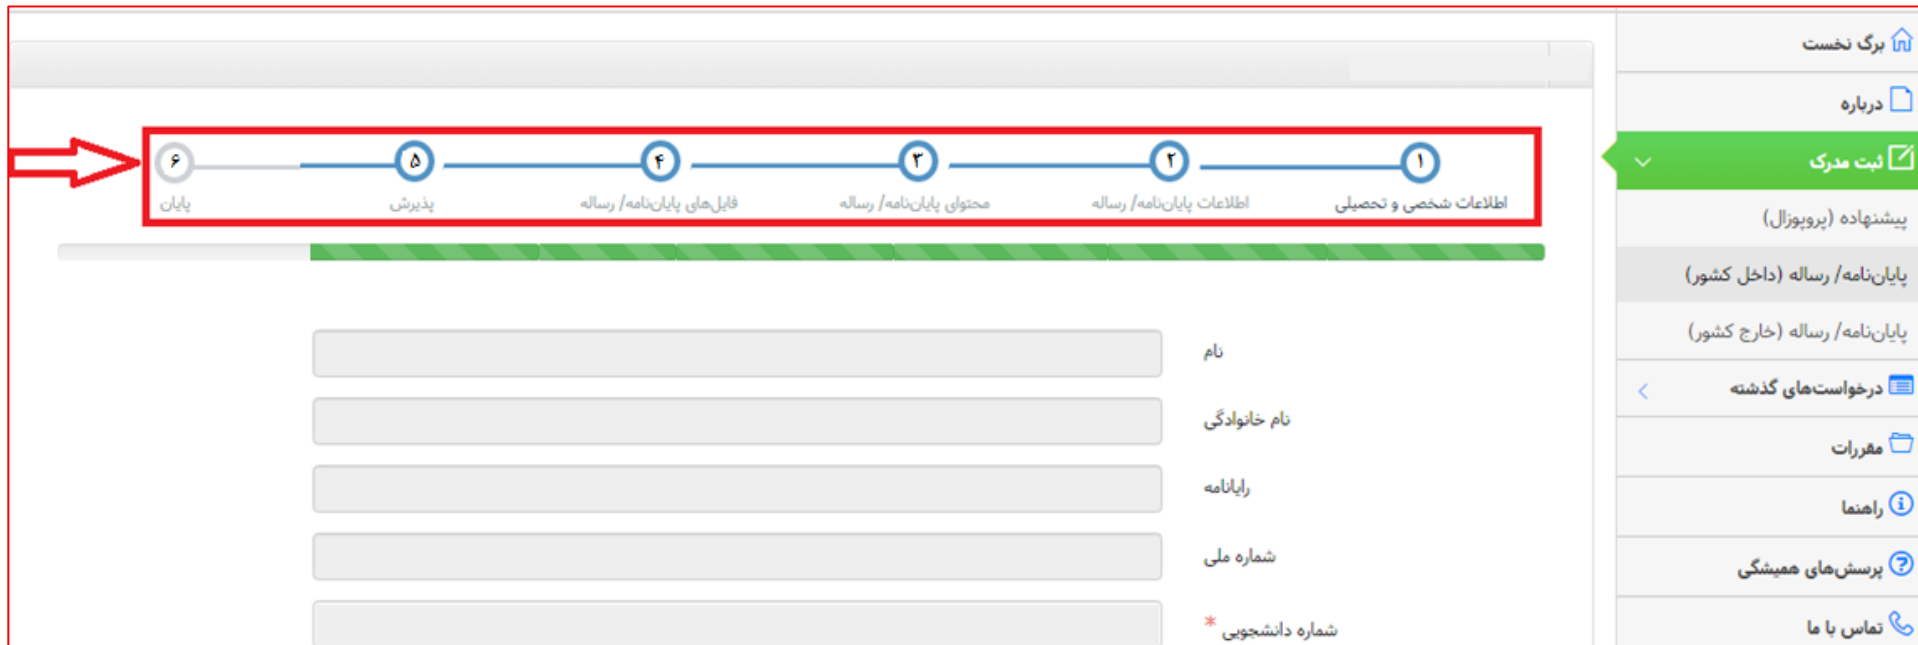 برگ نخست
درباره
ثبت مدرک
پیشنهاده (پروپوزال)
پایان‌نامه/ رساله (داخل کشور)
پایان‌نامه/ رساله (خارج کشور)
درخواست‌های گذشته
مقررات
راهنما
پرسش‌های همیشگی
تماس با ما
۱ ۲ ۳ ۴ ۵ ۶
اطلاعات شخصی و تحصیلی اطلاعات پایان‌نامه/ رساله محتوای پایان‌نامه/ رساله فایل‌های پایان‌نامه/ رساله پذیرش پایان
نام
نام خانوادگی
رایانامه
شماره ملی
شماره دانشجویی *